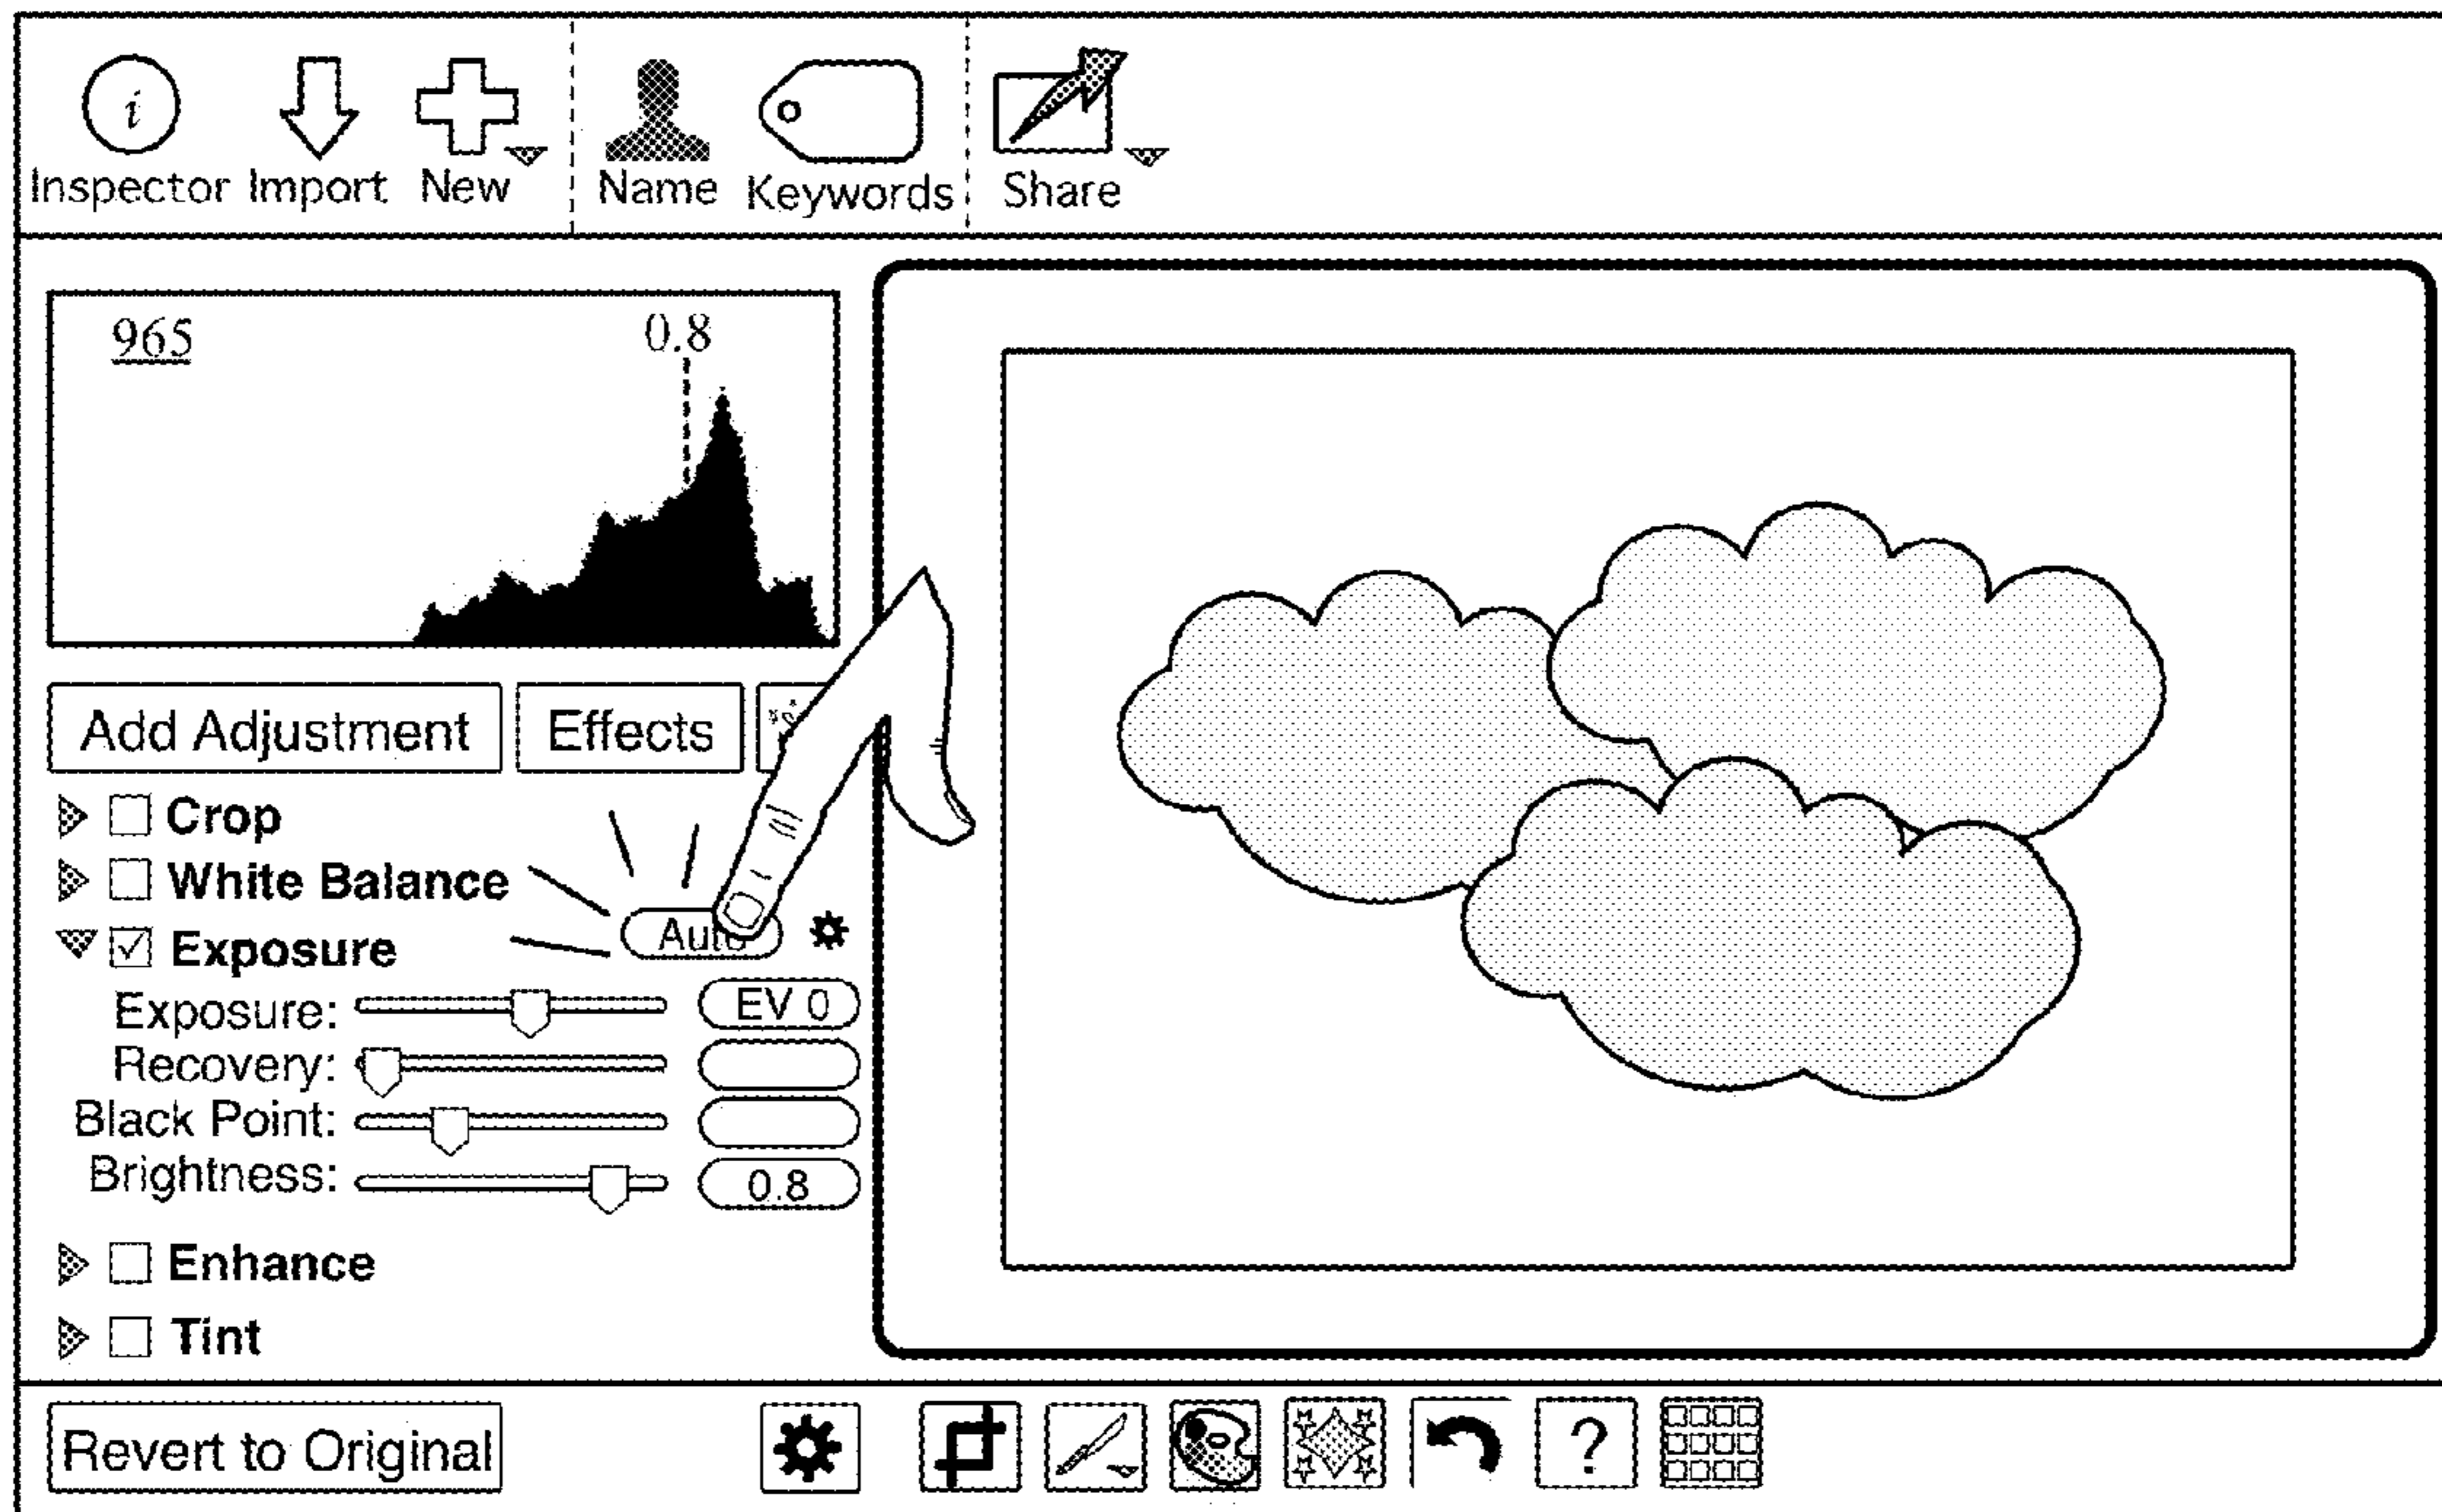 i
Inspector Import New Name Keywords Share
965 0.8
Add Adjustment Effects
Crop
White Balance
Exposure Auto
Exposure: EV 0
Recovery:
Black Point:
Brightness: 0.8
Enhance
Tint
Revert to Original ?